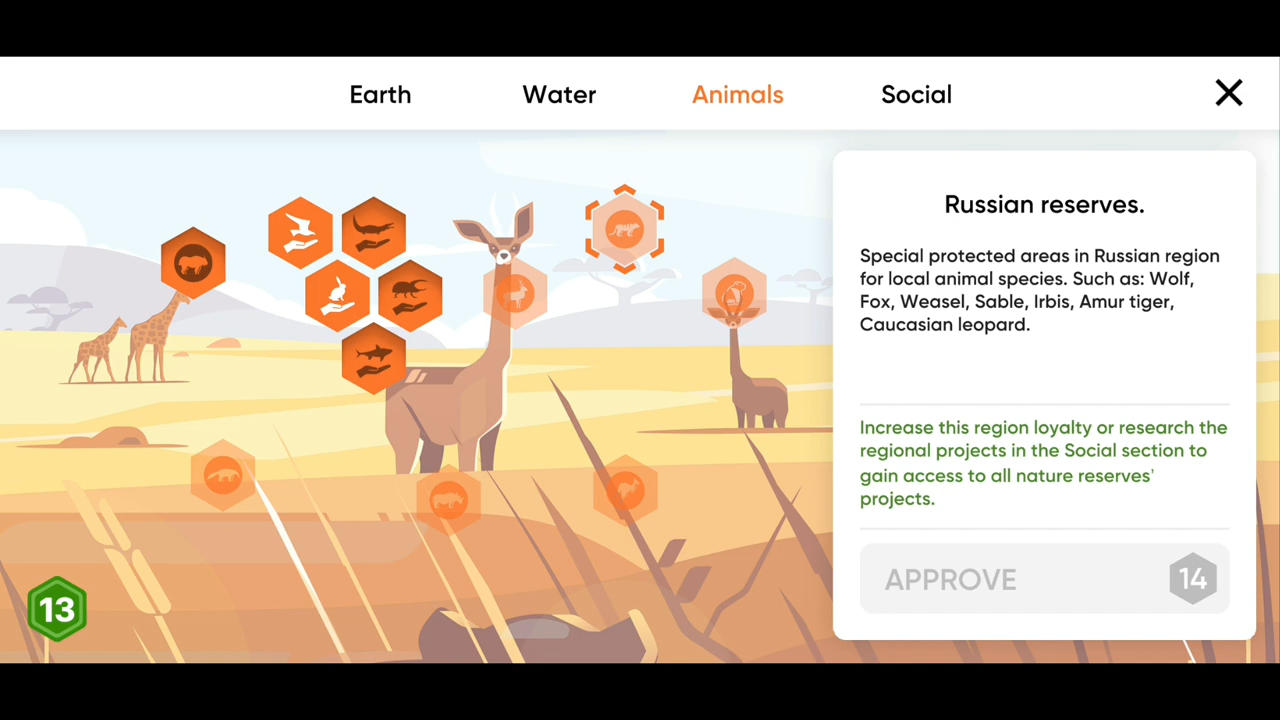 Earth Water Animals Social
Russian reserves.
Special protected areas in Russian region
for local animal species. Such as: Wolf,
Fox, Weasel, Sable, Irbis, Amur tiger,
Caucasian leopard.
Increase this region loyalty or research the
regional projects in the Social section to
gain access to all nature reserves'
projects.
APPROVE 14
13